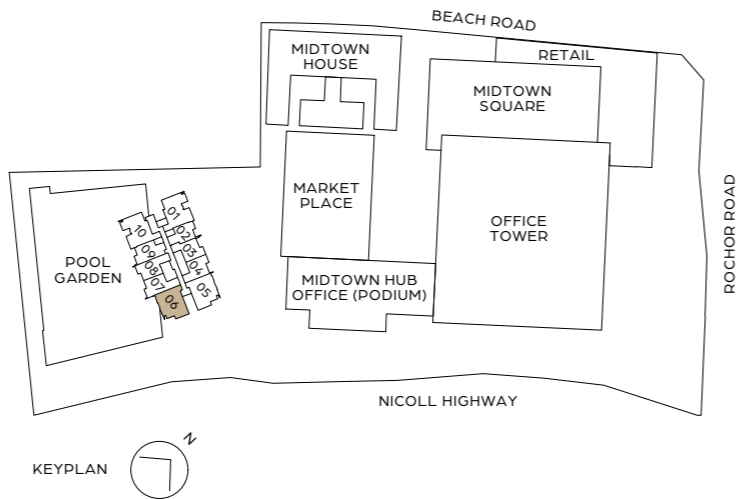 BEACH ROAD
MIDTOWN
HOUSE
RETAIL
MIDTOWN
SQUARE
MARKET
PLACE
OFFICE
TOWER
ROCHOR ROAD
POOL
GARDEN
01
02
03
04
05
10
09
08
07
06
MIDTOWN HUB
OFFICE (PODIUM)
NICOLL HIGHWAY
KEYPLAN
N